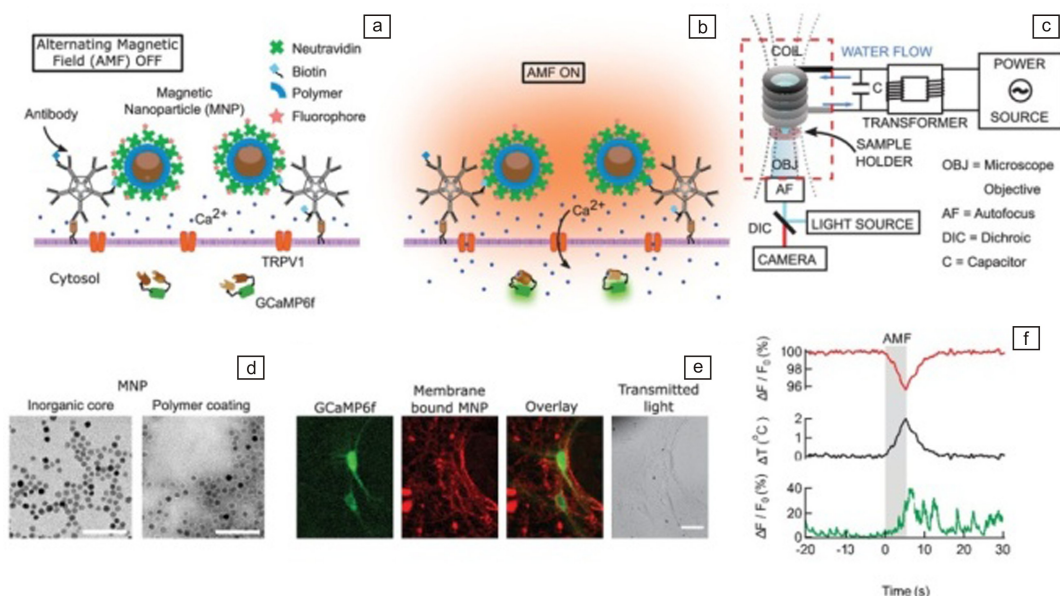 a
Alternating Magnetic
Field (AMF) OFF
Neutravidin
Biotin
Polymer
Fluorophore
Antibody
Magnetic
Nanoparticle (MNP)
Ca2+
TRPV1
Cytosol
GCaMP6f
b
AMF ON
Ca2+
c
COIL
WATER FLOW
C
TRANSFORMER
POWER
SOURCE
SAMPLE
HOLDER
OBJ
AF
DIC
LIGHT SOURCE
CAMERA
OBJ = Microscope
Objective
AF = Autofocus
DIC = Dichroic
C = Capacitor
d
MNP
Inorganic core
Polymer coating
e
GCaMP6f
Membrane
bound MNP
Overlay
Transmitted
light
f
AMF
ΔF / F0 (%)
100
98
96
ΔT (°C)
2
1
0
ΔF / F0 (%)
40
20
0
-20
-10
0
10
20
30
Time (s)